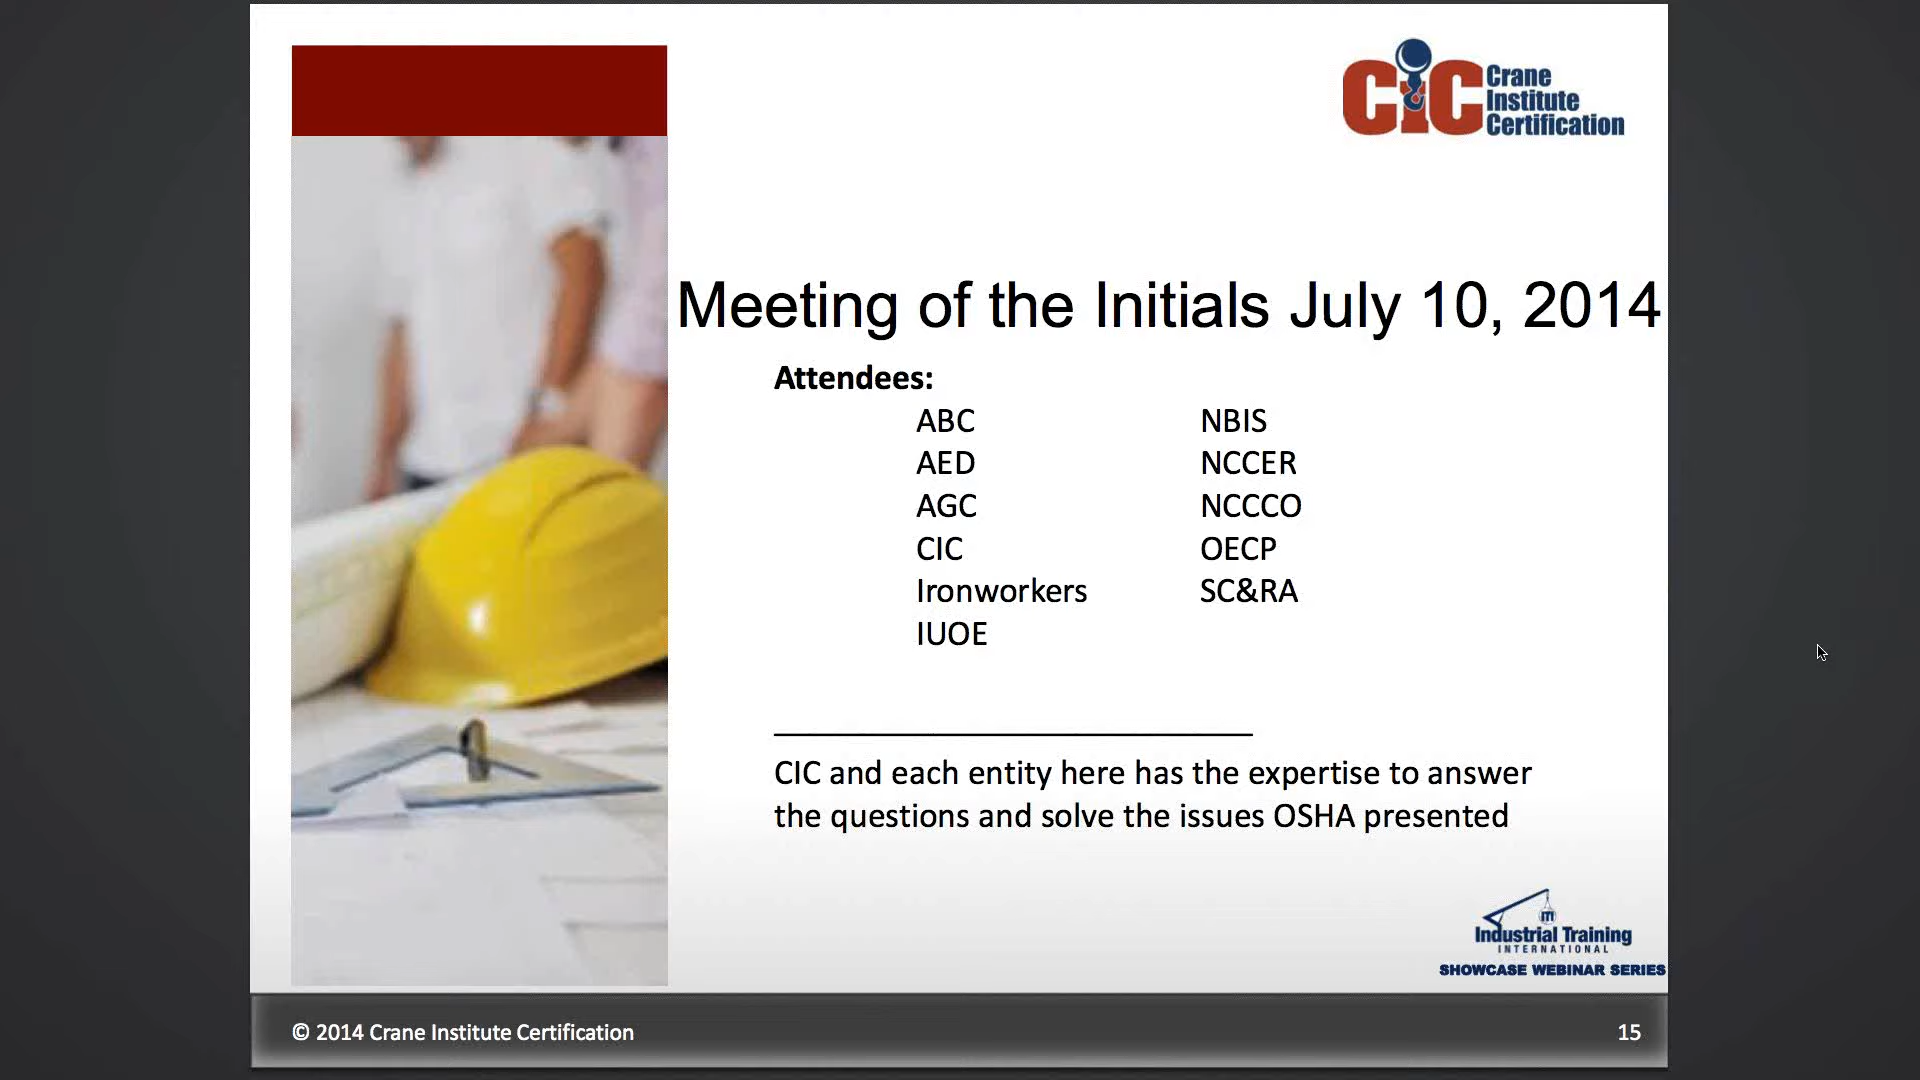 CiC Crane
Institute
Certification
Meeting of the Initials July 10, 2014
Attendees:
ABC
AED
AGC
CIC
Ironworkers
IUOE
NBIS
NCCER
NCCCO
OECP
SC&RA
CIC and each entity here has the expertise to answer
the questions and solve the issues OSHA presented
ITI
Industrial Training
INTERNATIONAL
SHOWCASE WEBINAR SERIES
© 2014 Crane Institute Certification
15